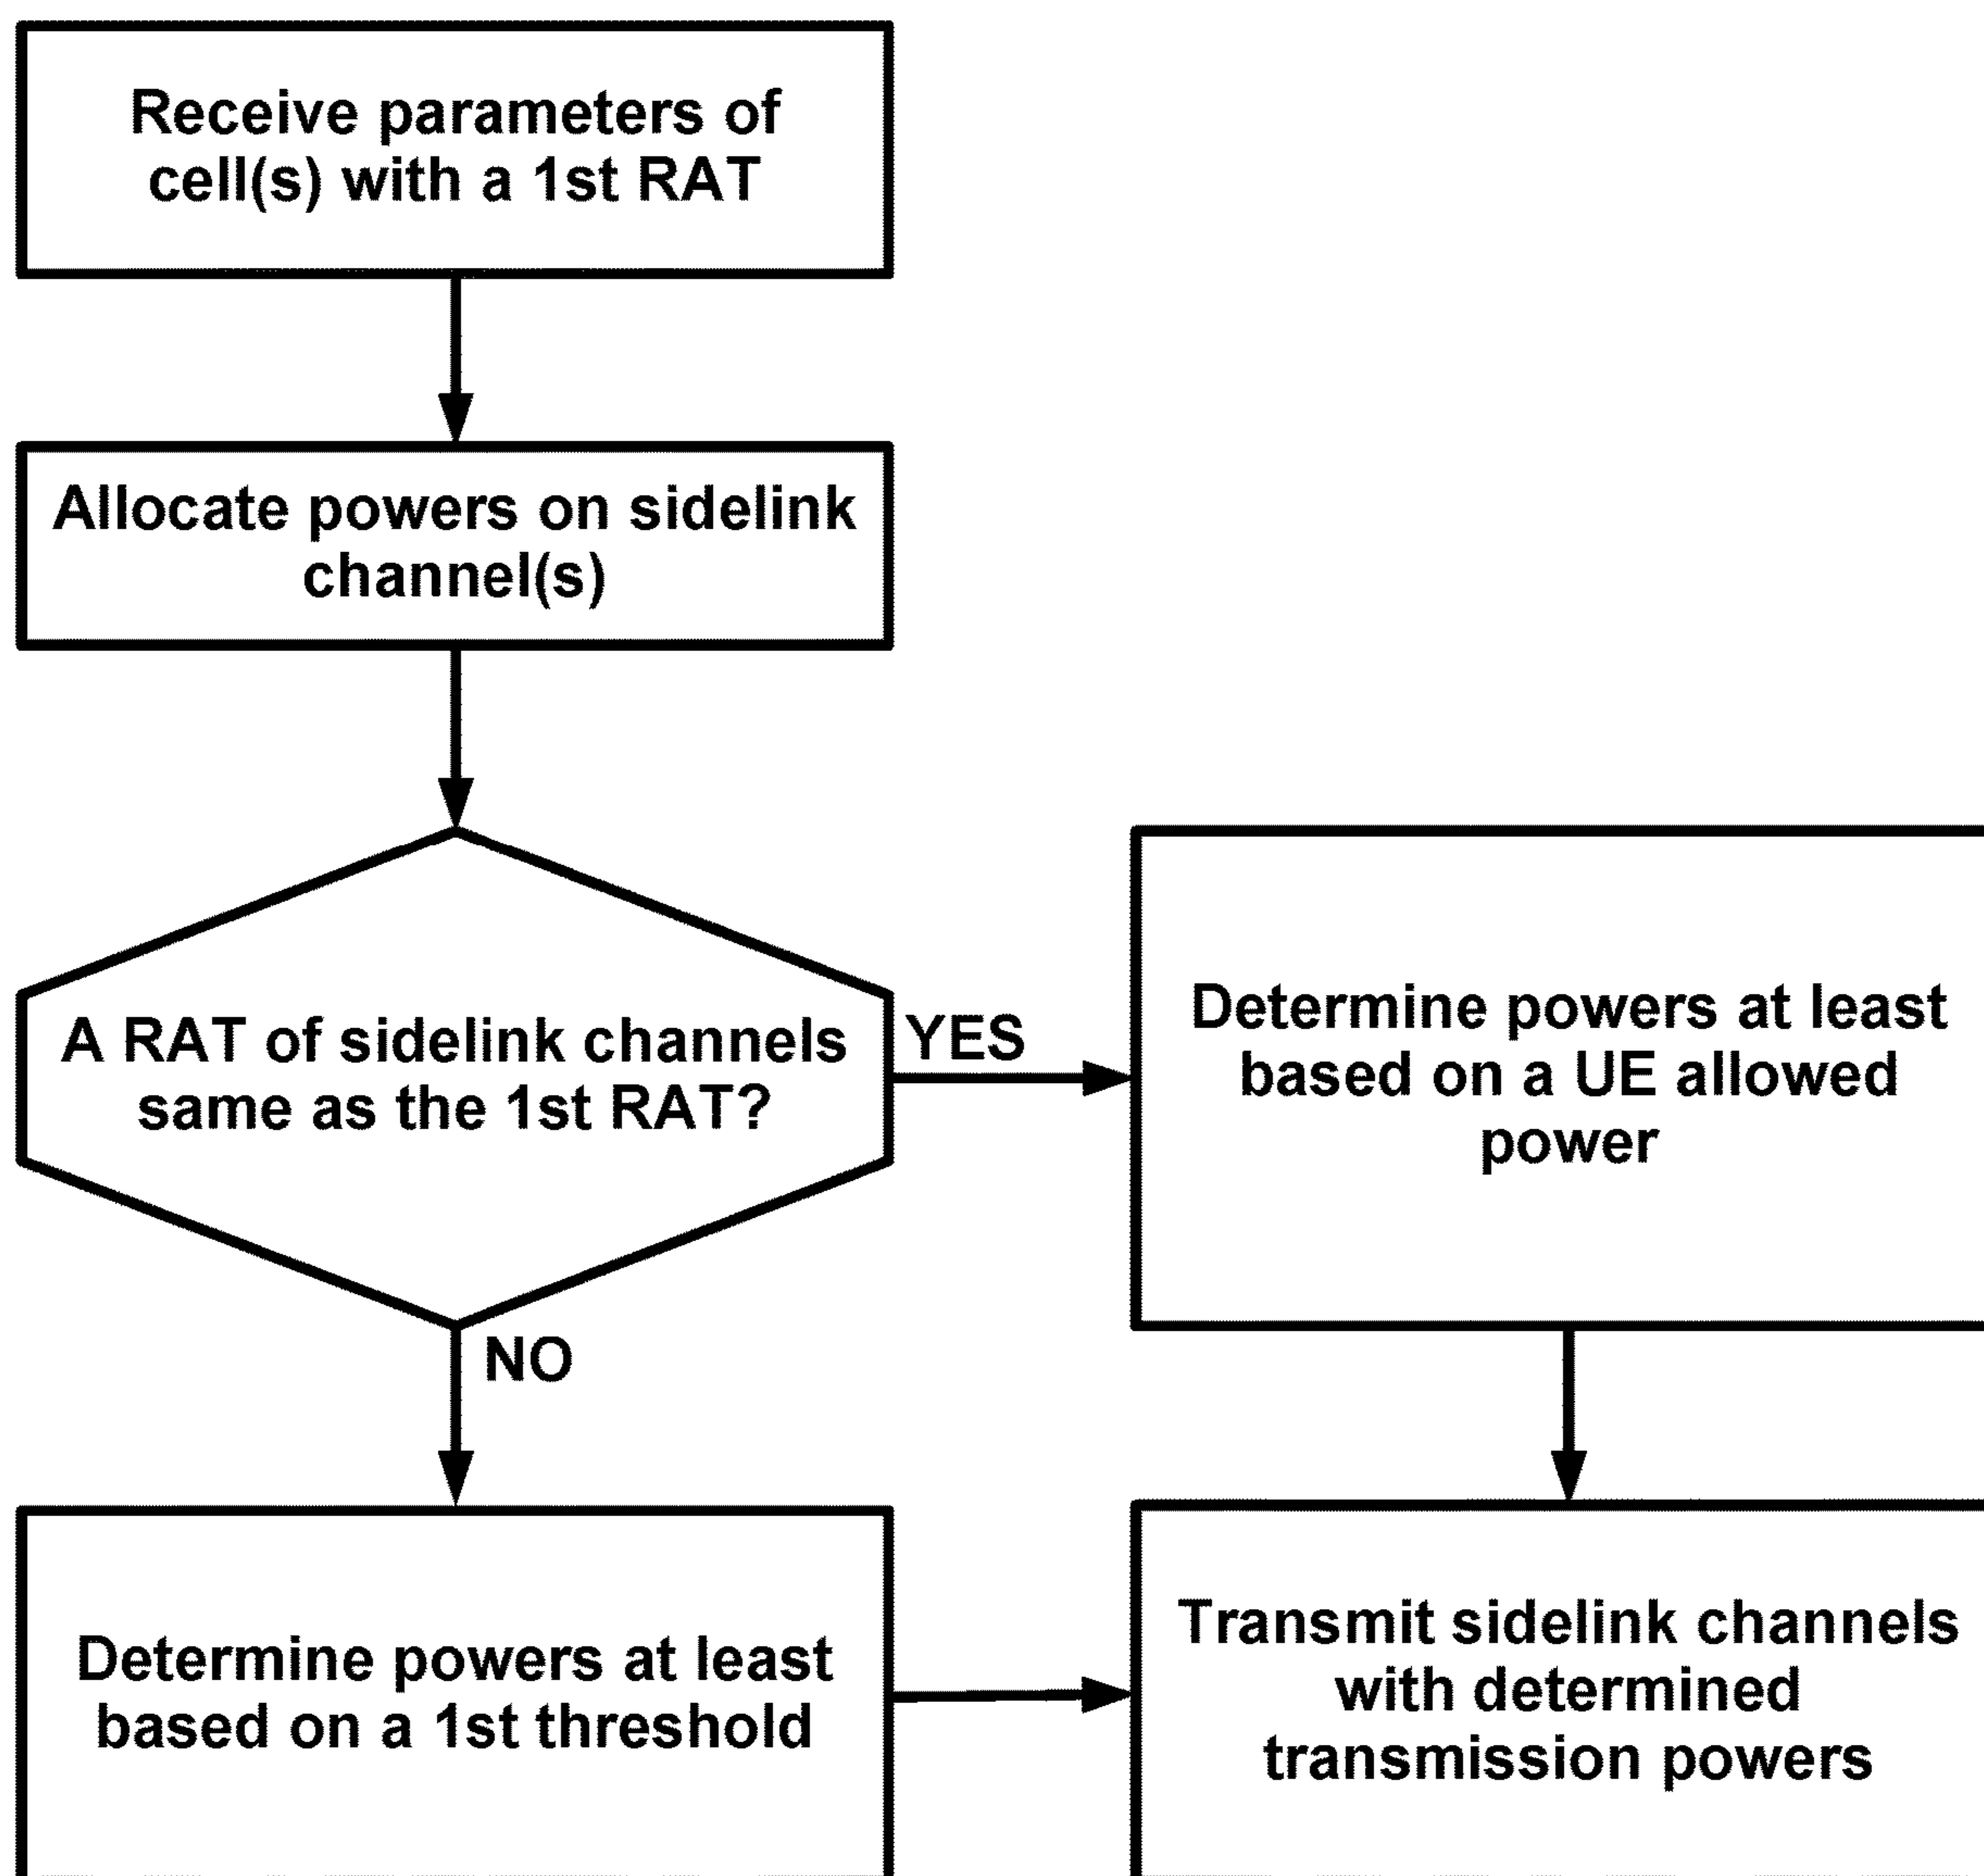 Receive parameters of
cell(s) with a 1st RAT
Allocate powers on sidelink
channel(s)
A RAT of sidelink channels
same as the 1st RAT?
YES
Determine powers at least
based on a UE allowed
power
NO
Determine powers at least
based on a 1st threshold
Transmit sidelink channels
with determined
transmission powers